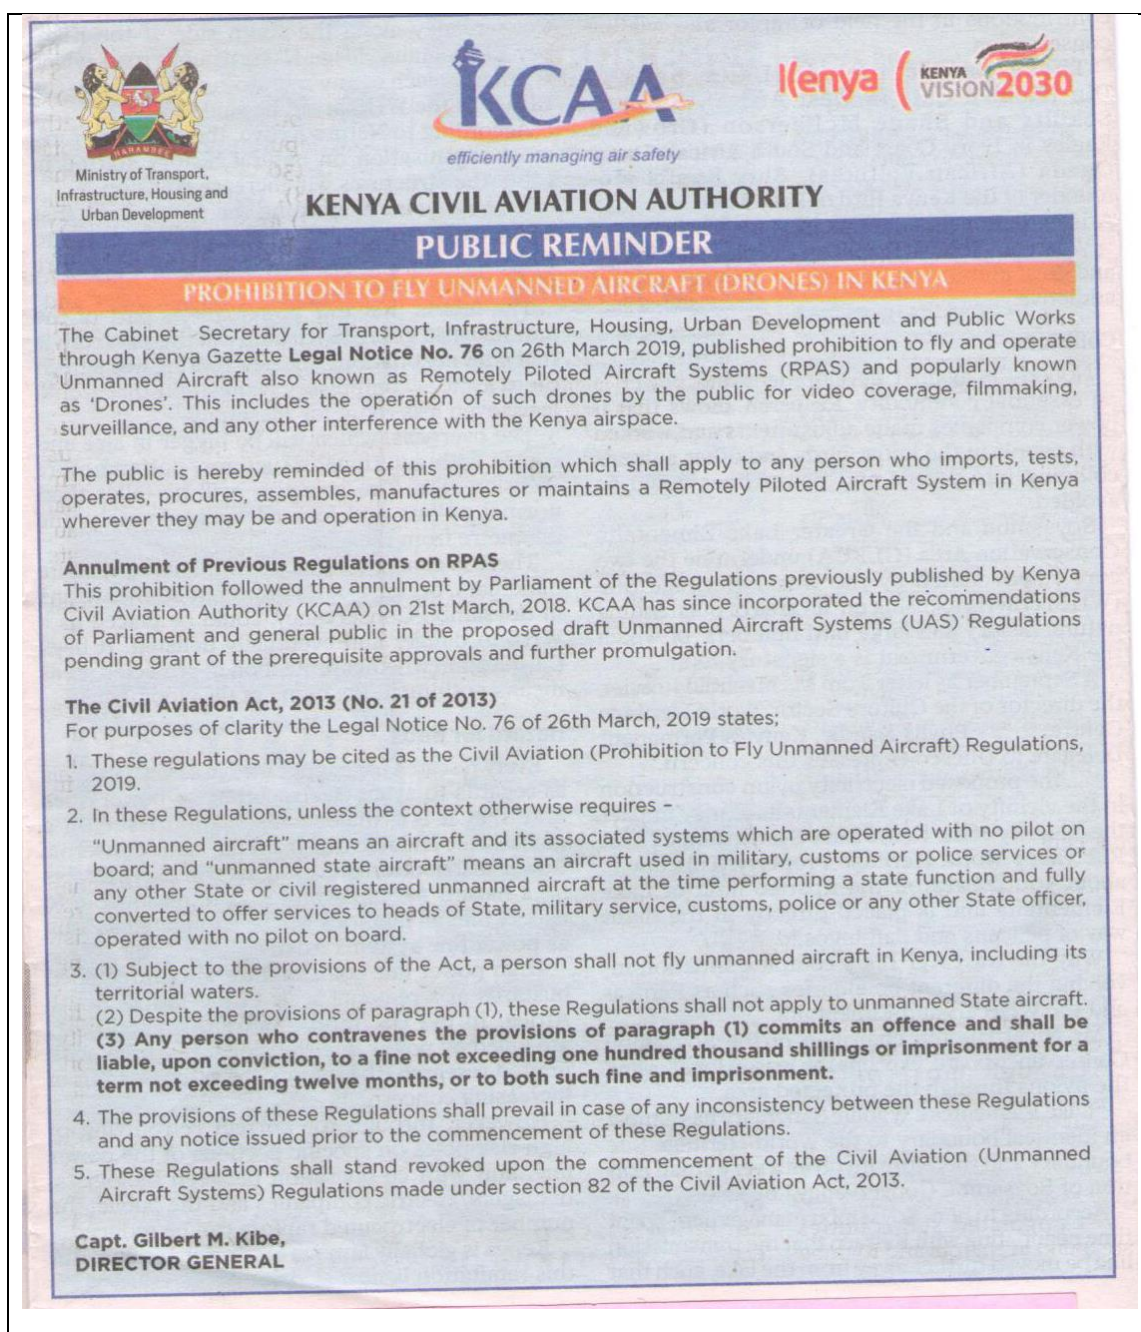 KCAA
efficiently managing air safety
Kenya
KENYA
VISION 2030
HARAMBEE
Ministry of Transport,
Infrastructure, Housing and
Urban Development
KENYA CIVIL AVIATION AUTHORITY
PUBLIC REMINDER
PROHIBITION TO FLY UNMANNED AIRCRAFT (DRONES) IN KENYA
The Cabinet Secretary for Transport, Infrastructure, Housing, Urban Development and Public Works
through Kenya Gazette Legal Notice No. 76 on 26th March 2019, published prohibition to fly and operate
Unmanned Aircraft also known as Remotely Piloted Aircraft Systems (RPAS) and popularly known
as 'Drones'. This includes the operation of such drones by the public for video coverage, filmmaking,
surveillance, and any other interference with the Kenya airspace.
The public is hereby reminded of this prohibition which shall apply to any person who imports, tests,
operates, procures, assembles, manufactures or maintains a Remotely Piloted Aircraft System in Kenya
wherever they may be and operation in Kenya.
Annulment of Previous Regulations on RPAS
This prohibition followed the annulment by Parliament of the Regulations previously published by Kenya
Civil Aviation Authority (KCAA) on 21st March, 2018. KCAA has since incorporated the recommendations
of Parliament and general public in the proposed draft Unmanned Aircraft Systems (UAS) Regulations
pending grant of the prerequisite approvals and further promulgation.
The Civil Aviation Act, 2013 (No. 21 of 2013)
For purposes of clarity the Legal Notice No. 76 of 26th March, 2019 states;
1. These regulations may be cited as the Civil Aviation (Prohibition to Fly Unmanned Aircraft) Regulations,
2019.
2. In these Regulations, unless the context otherwise requires –
"Unmanned aircraft" means an aircraft and its associated systems which are operated with no pilot on
board; and "unmanned state aircraft" means an aircraft used in military, customs or police services or
any other State or civil registered unmanned aircraft at the time performing a state function and fully
converted to offer services to heads of State, military service, customs, police or any other State officer,
operated with no pilot on board.
3. (1) Subject to the provisions of the Act, a person shall not fly unmanned aircraft in Kenya, including its
territorial waters.
(2) Despite the provisions of paragraph (1), these Regulations shall not apply to unmanned State aircraft.
(3) Any person who contravenes the provisions of paragraph (1) commits an offence and shall be
liable, upon conviction, to a fine not exceeding one hundred thousand shillings or imprisonment for a
term not exceeding twelve months, or to both such fine and imprisonment.
4. The provisions of these Regulations shall prevail in case of any inconsistency between these Regulations
and any notice issued prior to the commencement of these Regulations.
5. These Regulations shall stand revoked upon the commencement of the Civil Aviation (Unmanned
Aircraft Systems) Regulations made under section 82 of the Civil Aviation Act, 2013.
Capt. Gilbert M. Kibe,
DIRECTOR GENERAL